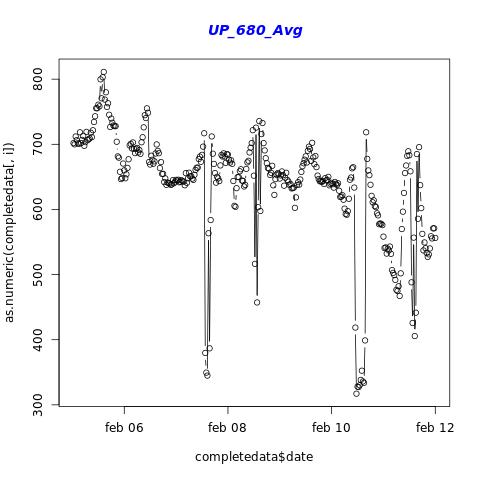 UP_680_Avg
as.numeric(completedata[, i])
800
700
600
500
400
300
feb 06 feb 08 feb 10 feb 12
completedata$date